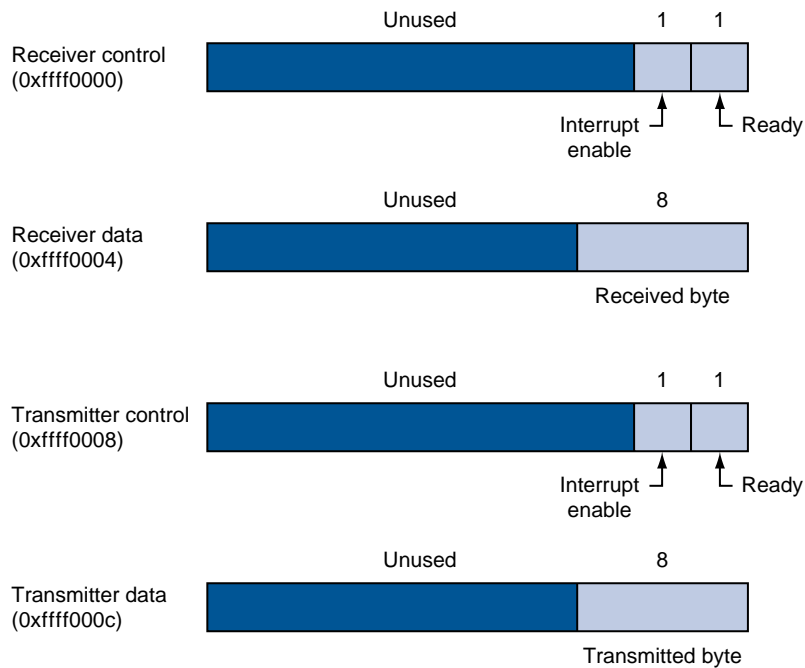 Unused 1 1
Receiver control
(0xffff0000)
Interrupt
enable
Ready
Unused 8
Receiver data
(0xffff0004)
Received byte
Unused 1 1
Transmitter control
(0xffff0008)
Interrupt
enable
Ready
Unused 8
Transmitter data
(0xffff000c)
Transmitted byte